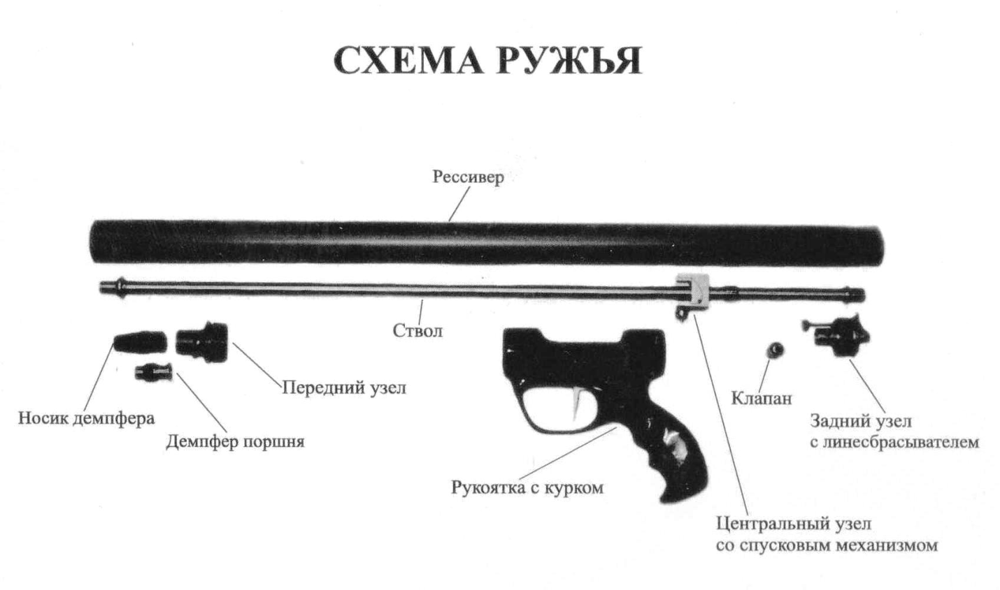 СХЕМА РУЖЬЯ
Рессивер
Ствол
Передний узел
Носик демпфера
Демпфер поршня
Клапан
Задний узел
с линесбрасывателем
Рукоятка с курком
Центральный узел
со спусковым механизмом